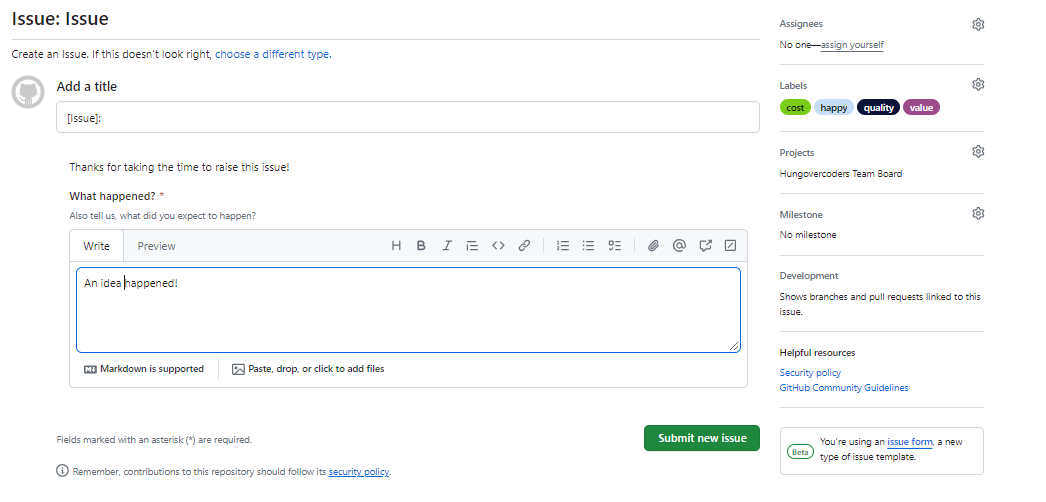 Issue: Issue
Create an Issue. If this doesn't look right, choose a different type.
Add a title
[Issue]:
Thanks for taking the time to raise this issue!
What happened? *
Also tell us, what did you expect to happen?
Write
Preview
An idea happened!
Markdown is supported
Paste, drop, or click to add files
Fields marked with an asterisk (*) are required.
Submit new issue
Remember, contributions to this repository should follow its security policy.
Assignees
No one—assign yourself
Labels
cost happy quality value
Projects
Hungovercoders Team Board
Milestone
No milestone
Development
Shows branches and pull requests linked to this
issue.
Helpful resources
Security policy
GitHub Community Guidelines
Beta
You're using an issue form, a new
type of issue template.